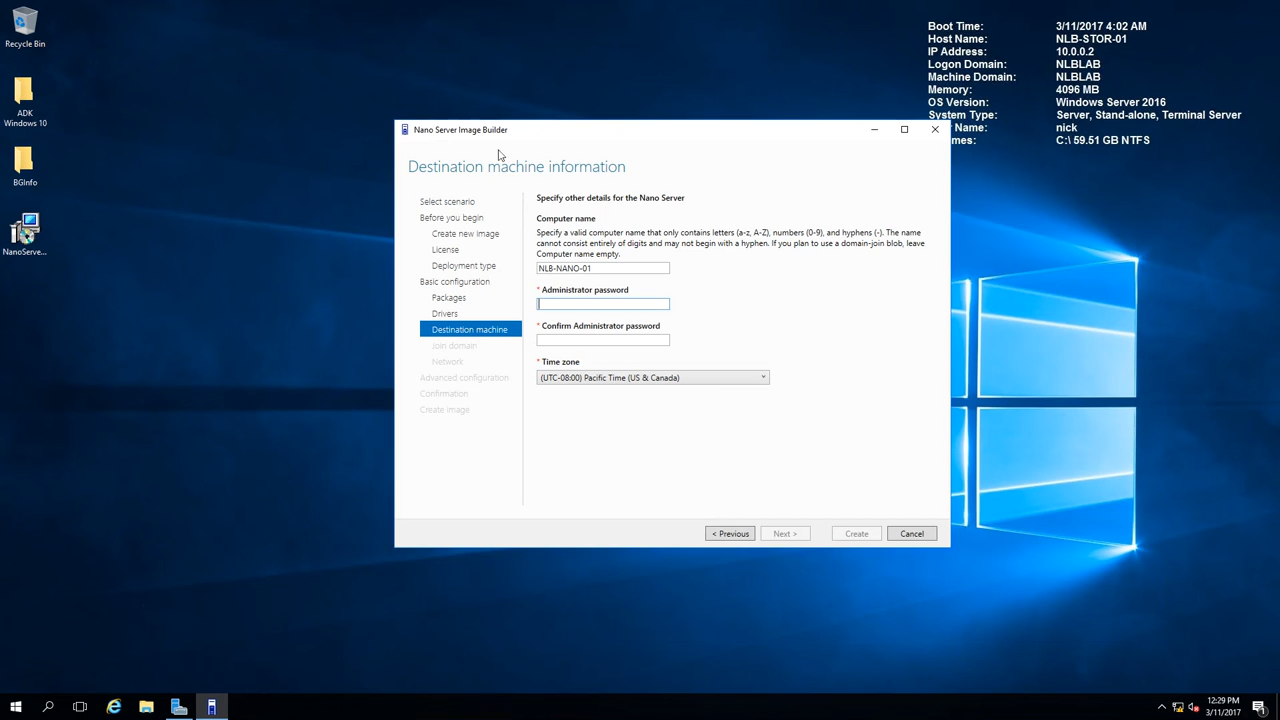 Recycle Bin
ADK
Windows 10
BGInfo
NanoServe...
Boot Time: 3/11/2017 4:02 AM
Host Name: NLB-STOR-01
IP Address: 10.0.0.2
Logon Domain: NLBLAB
Machine Domain: NLBLAB
Memory: 4096 MB
OS Version: Windows Server 2016
System Type: Server, Stand-alone, Terminal Server
Name: nick
mes: C:\ 59.51 GB NTFS
Nano Server Image Builder
Destination machine information
Select scenario
Before you begin
Create new image
License
Deployment type
Basic configuration
Packages
Drivers
Destination machine
Join domain
Network
Advanced configuration
Confirmation
Create image
Specify other details for the Nano Server
Computer name
Specify a valid computer name that only contains letters (a-z, A-Z), numbers (0-9), and hyphens (-). The name
cannot consist entirely of digits and may not begin with a hyphen. If you plan to use a domain-join blob, leave
Computer name empty.
NLB-NANO-01
* Administrator password
* Confirm Administrator password
* Time zone
(UTC-08:00) Pacific Time (US & Canada)
< Previous
Next >
Create
Cancel
12:29 PM
3/11/2017
1